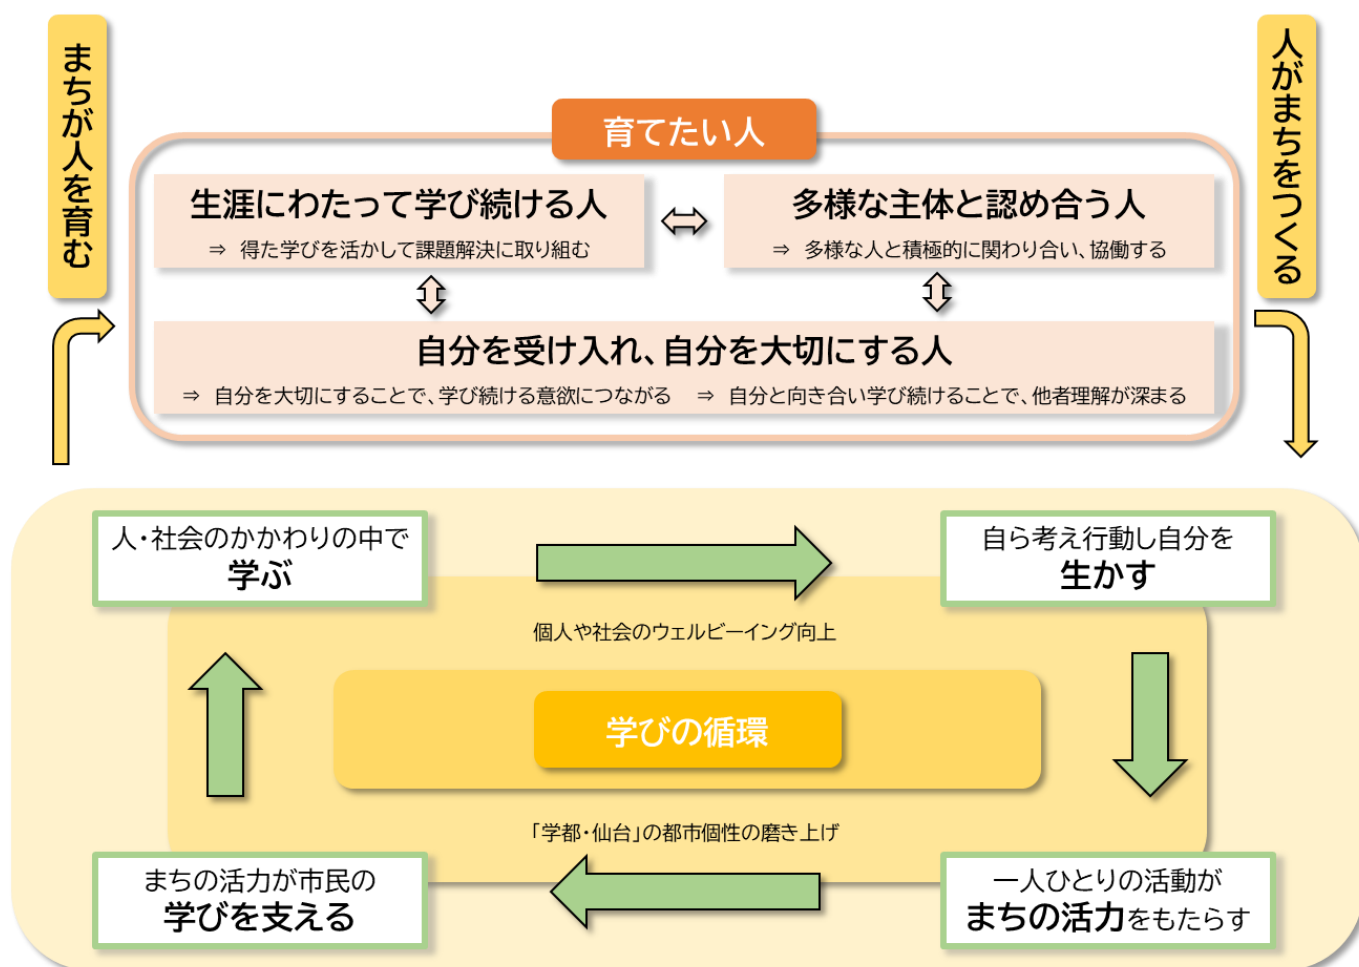 まちが人を育む
人がまちをつくる
育てたい人
生涯にわたって学び続ける人
⇒ 得た学びを活かして課題解決に取り組む
多様な主体と認め合う人
⇒ 多様な人と積極的に関わり合い、協働する
自分を受け入れ、自分を大切にする人
⇒ 自分を大切にすることで、学び続ける意欲につながる ⇒ 自分と向き合い学び続けることで、他者理解が深まる
人・社会のかかわりの中で
学ぶ
自ら考え行動し自分を
生かす
個人や社会のウェルビーイング向上
学びの循環
「学都・仙台」の都市個性の磨き上げ
まちの活力が市民の
学びを支える
一人ひとりの活動が
まちの活力をもたらす